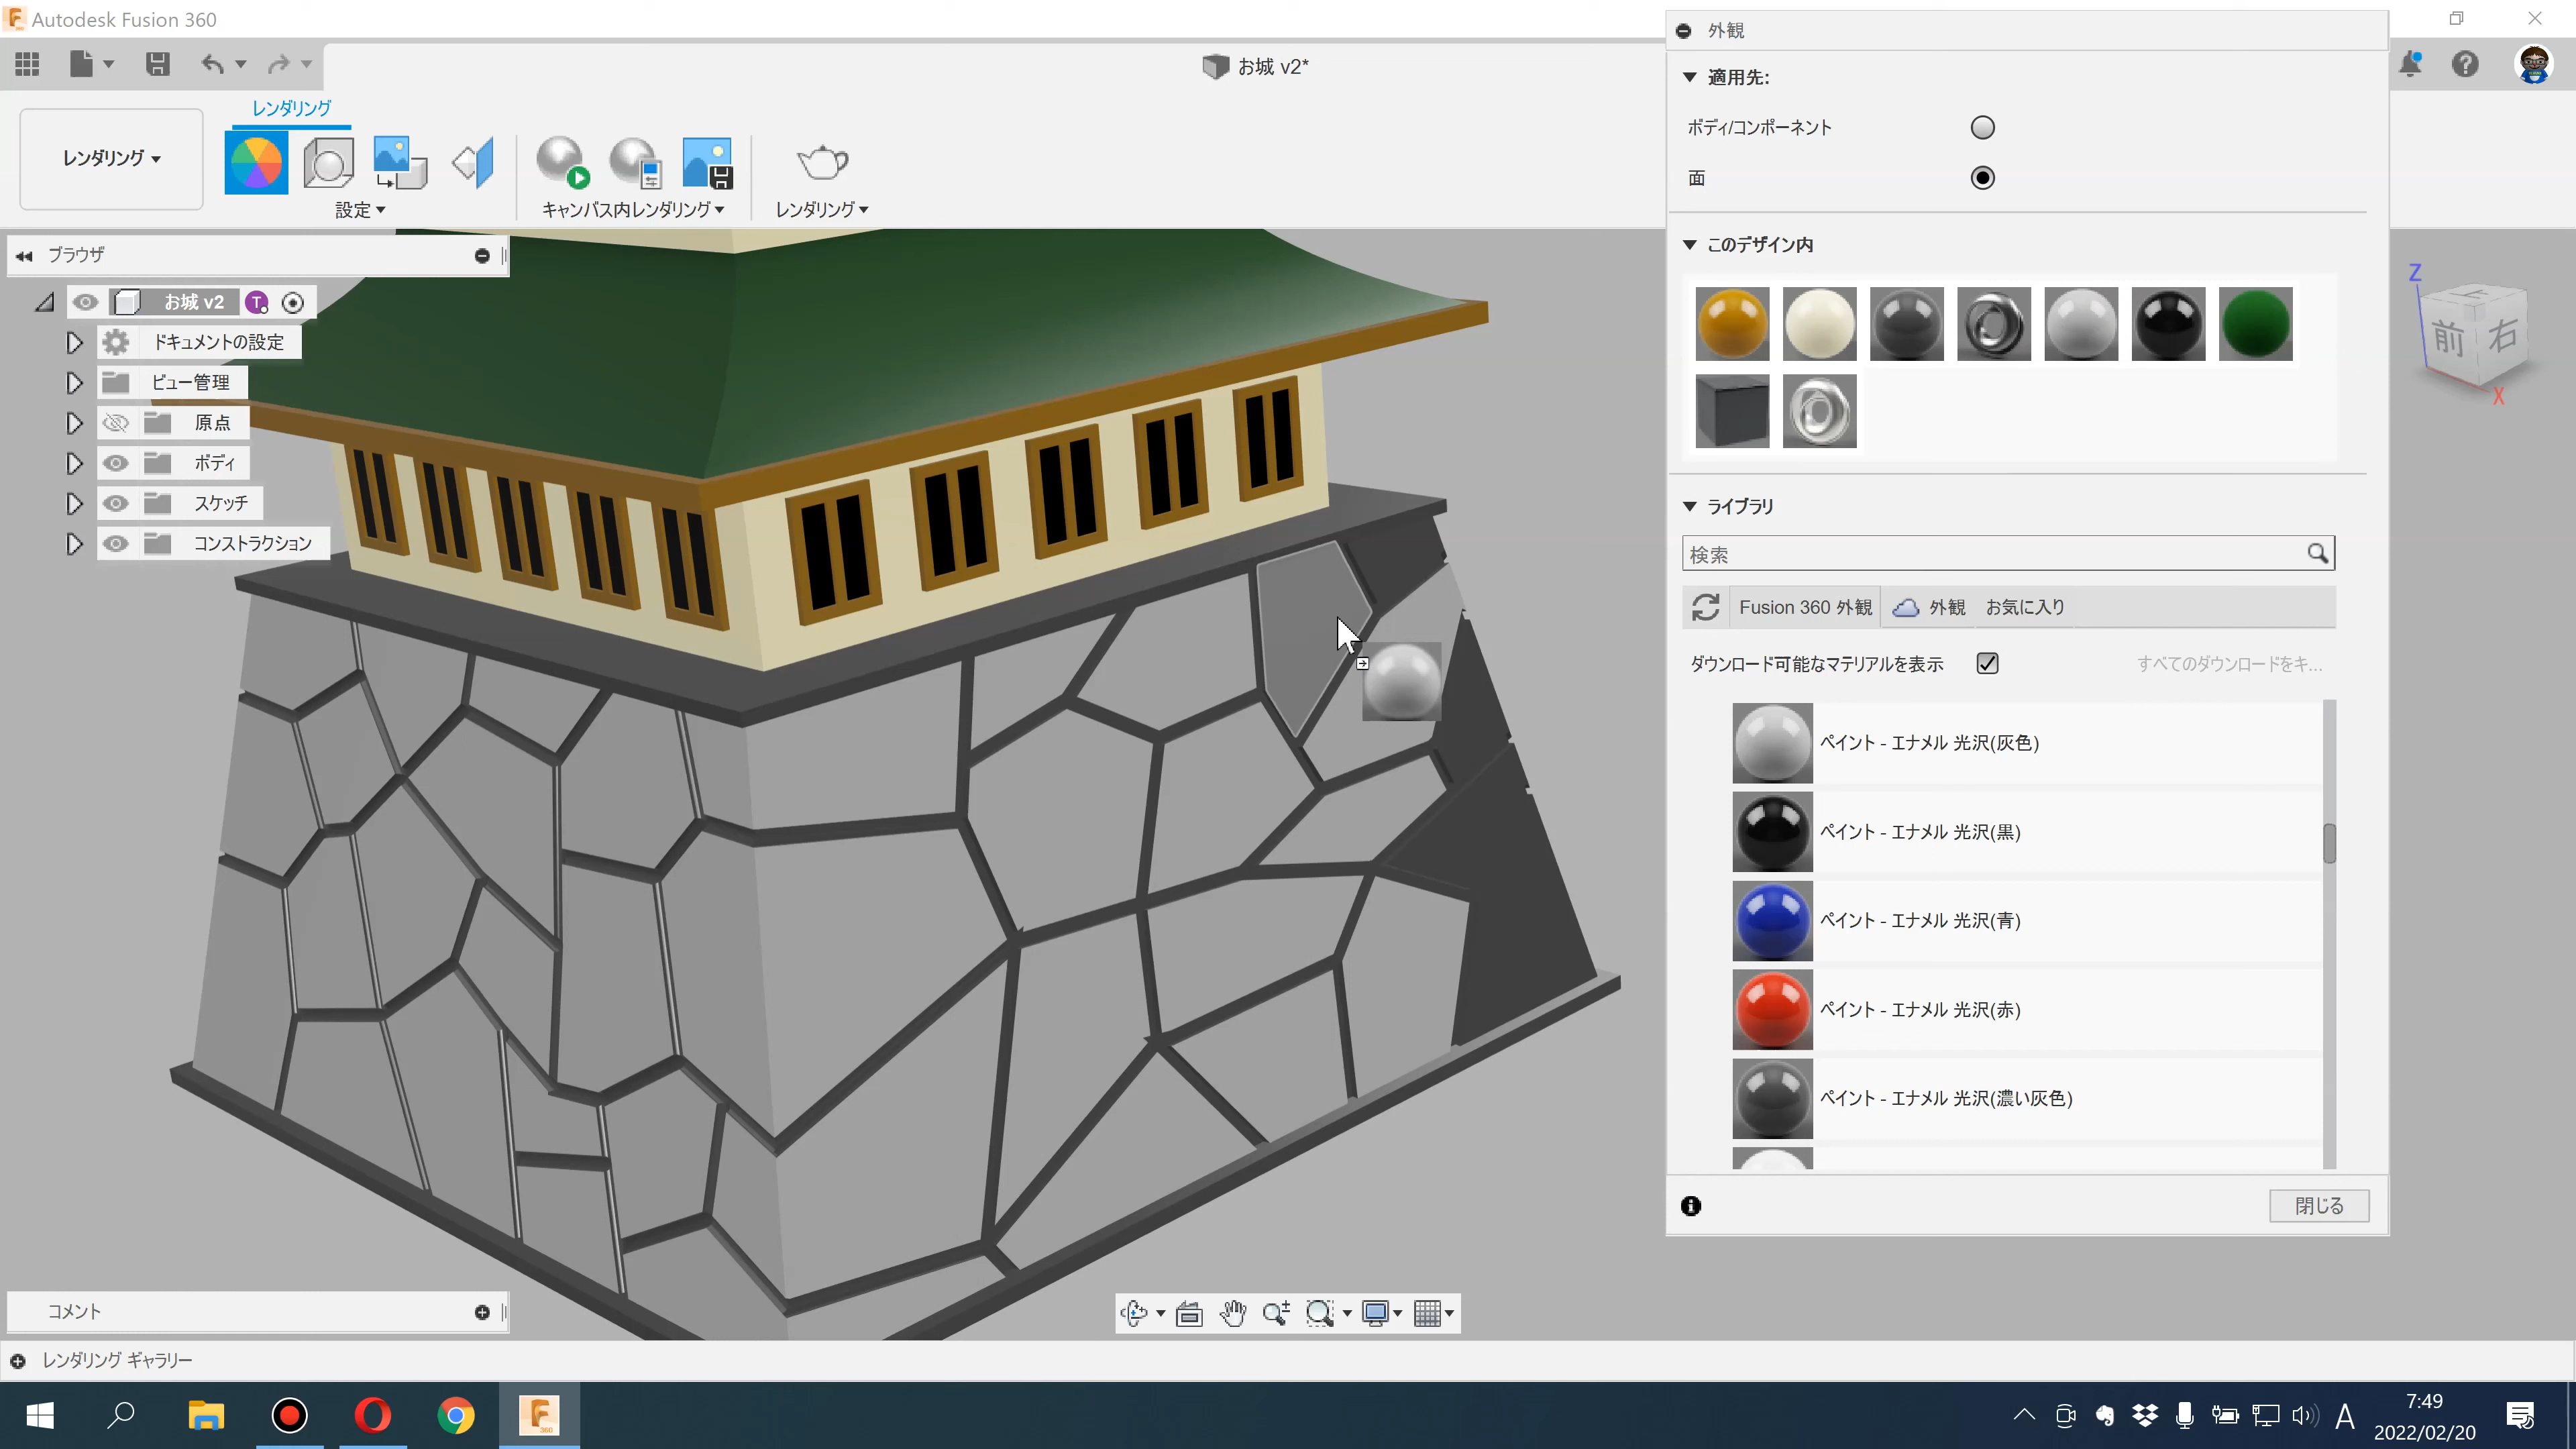 Autodesk Fusion 360
お城 v2*
レンダリング
レンダリング ▾
設定 ▾
キャンバス内レンダリング ▾
レンダリング ▾
ブラウザ
お城 v2
ドキュメントの設定
ビュー管理
原点
ボディ
スケッチ
コンストラクション
外観
適用先:
ボディ/コンポーネント
面
このデザイン内
ライブラリ
検索
Fusion 360 外観
外観
お気に入り
ダウンロード可能なマテリアルを表示
すべてのダウンロードをキ...
ペイント - エナメル 光沢(灰色)
ペイント - エナメル 光沢(黒)
ペイント - エナメル 光沢(青)
ペイント - エナメル 光沢(赤)
ペイント - エナメル 光沢(濃い灰色)
閉じる
Z
前
右
X
コメント
レンダリング ギャラリー
A
7:49
2022/02/20